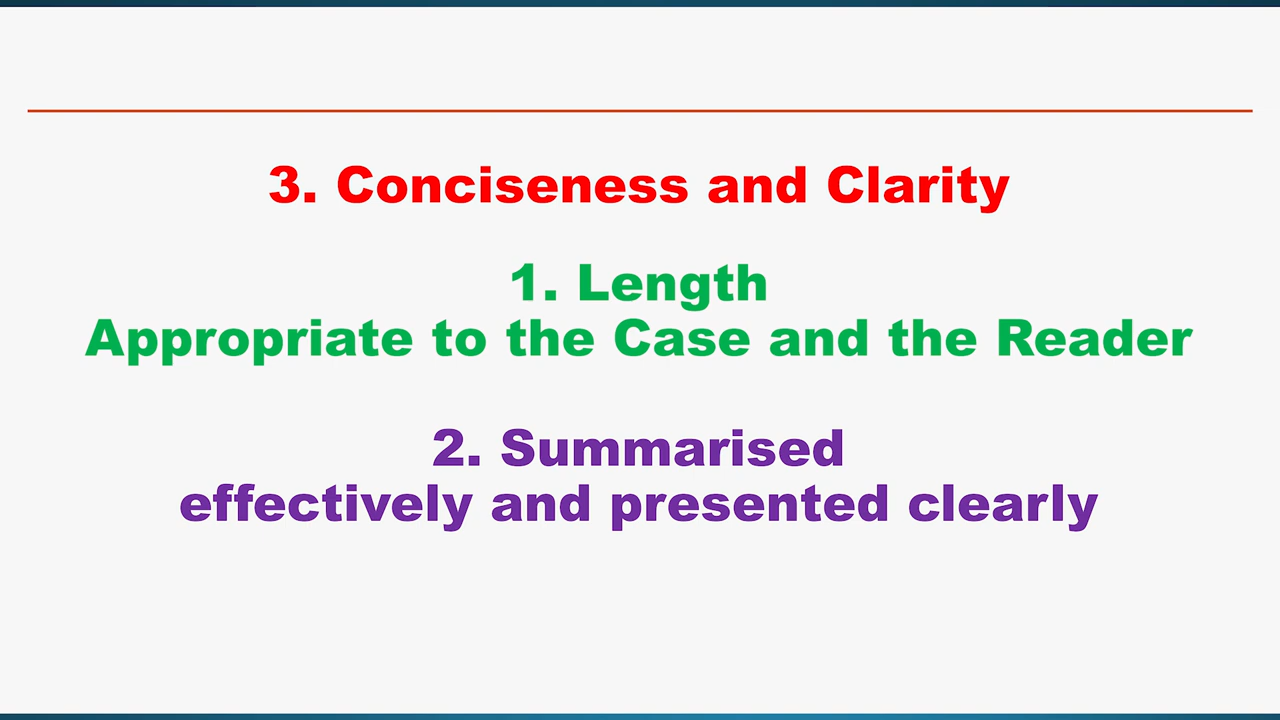 3. Conciseness and Clarity
1. Length
Appropriate to the Case and the Reader
2. Summarised
effectively and presented clearly